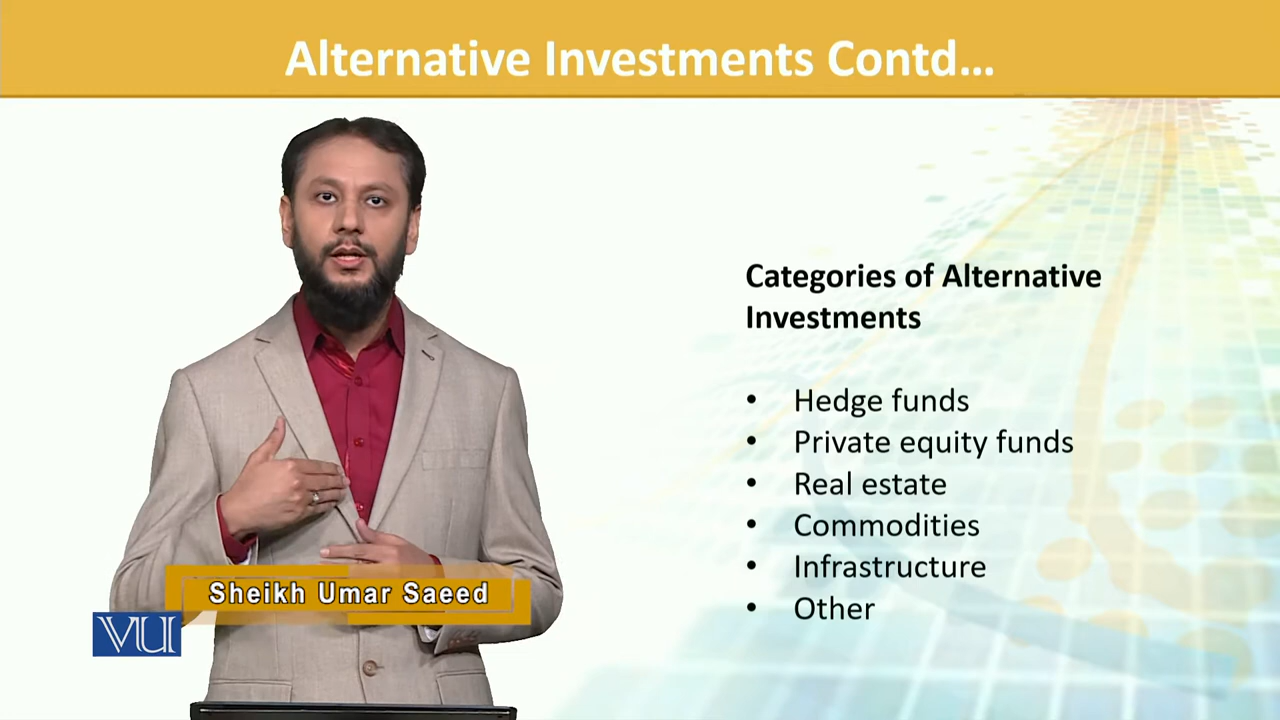 Alternative Investments Contd...
Categories of Alternative
Investments
• Hedge funds
• Private equity funds
• Real estate
• Commodities
• Infrastructure
• Other
Sheikh Umar Saeed
VU